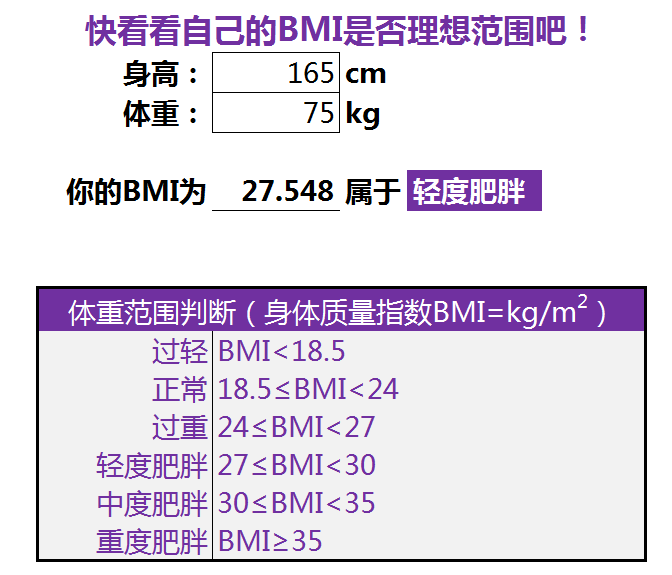 快看看自己的BMI是否理想范围吧！
身高： 165 cm
体重： 75 kg
你的BMI为 27.548 属于 轻度肥胖
体重范围判断（身体质量指数BMI=kg/m²）
过轻 BMI<18.5
正常 18.5≤BMI<24
过重 24≤BMI<27
轻度肥胖 27≤BMI<30
中度肥胖 30≤BMI<35
重度肥胖 BMI≥35